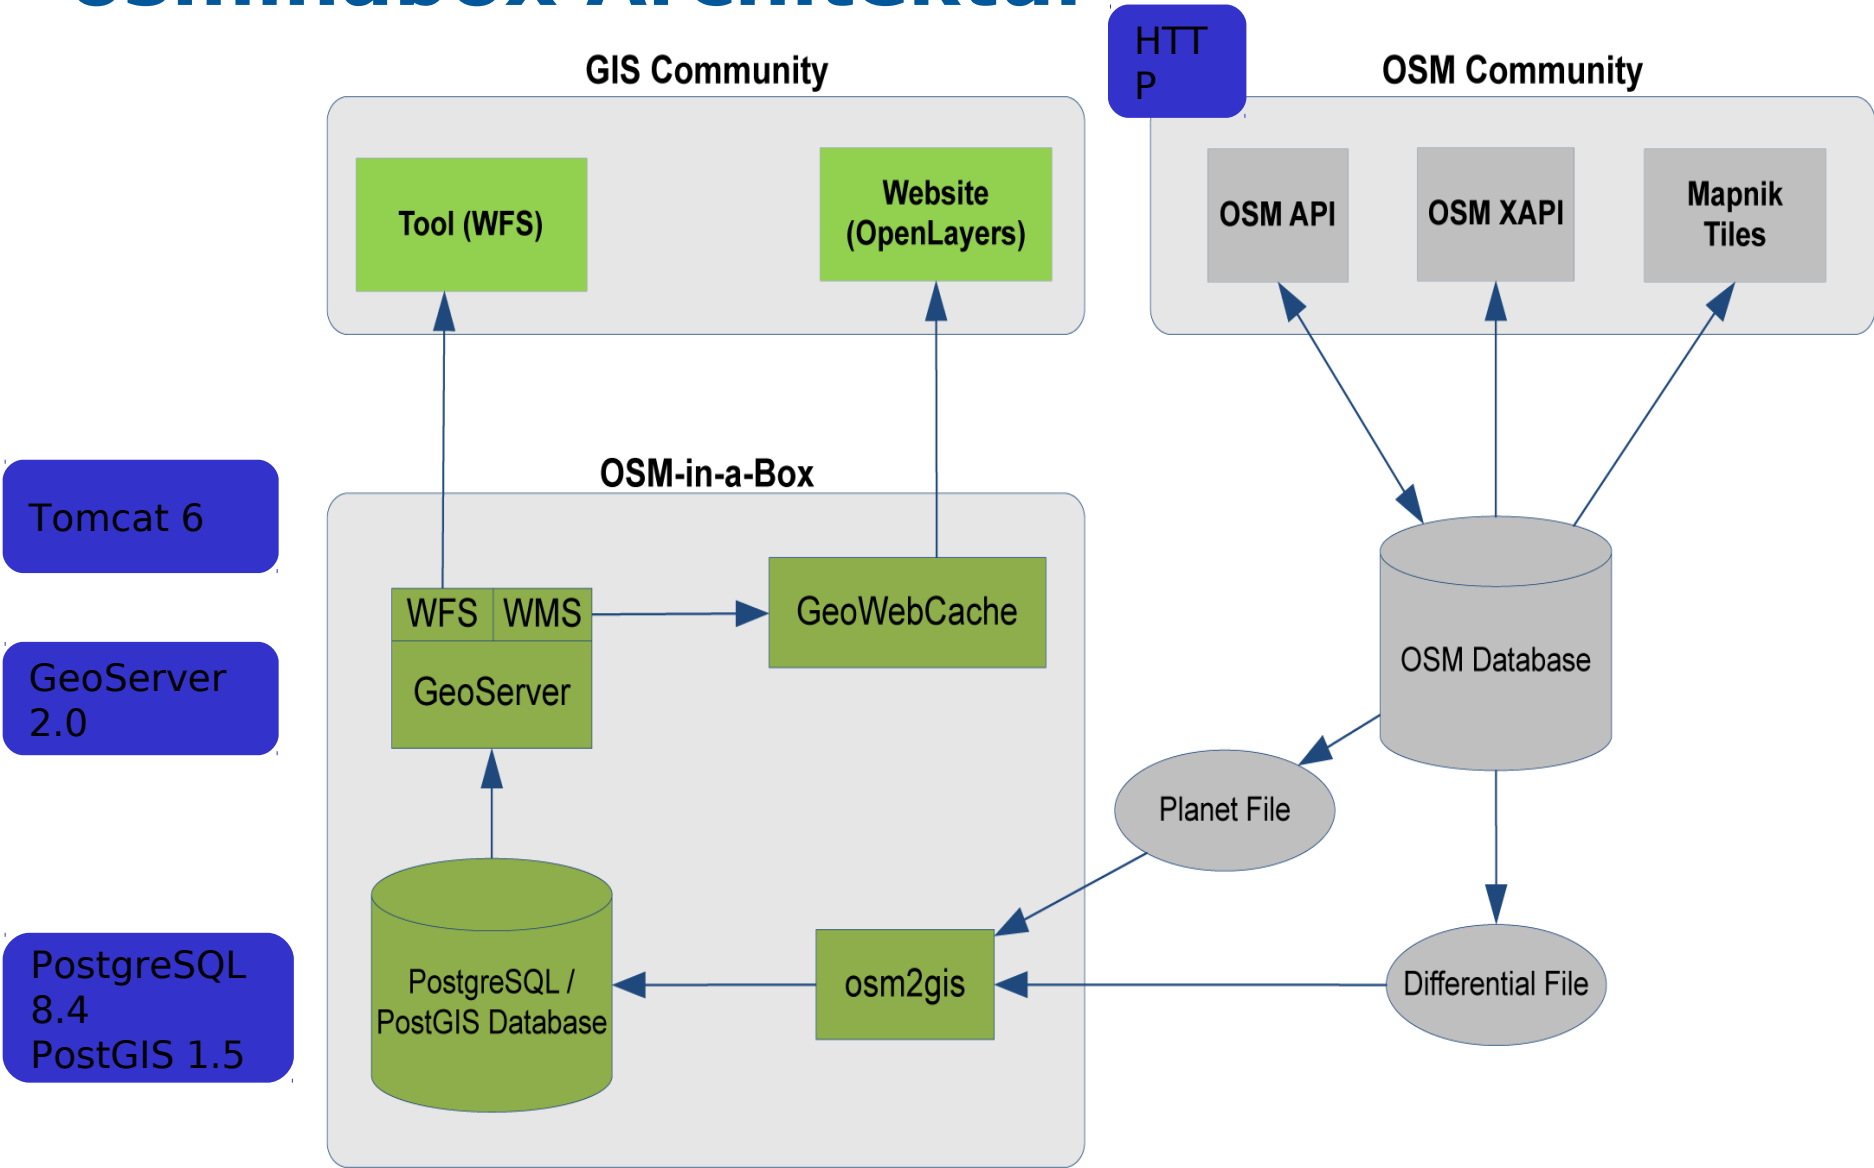 HTT
P
GIS Community
OSM Community
Tool (WFS)
Website
(OpenLayers)
OSM API
OSM XAPI
Mapnik
Tiles
OSM-in-a-Box
Tomcat 6
WFS
WMS
GeoWebCache
GeoServer
GeoServer
2.0
OSM Database
Planet File
PostgreSQL /
PostGIS Database
osm2gis
Differential File
PostgreSQL
8.4
PostGIS 1.5